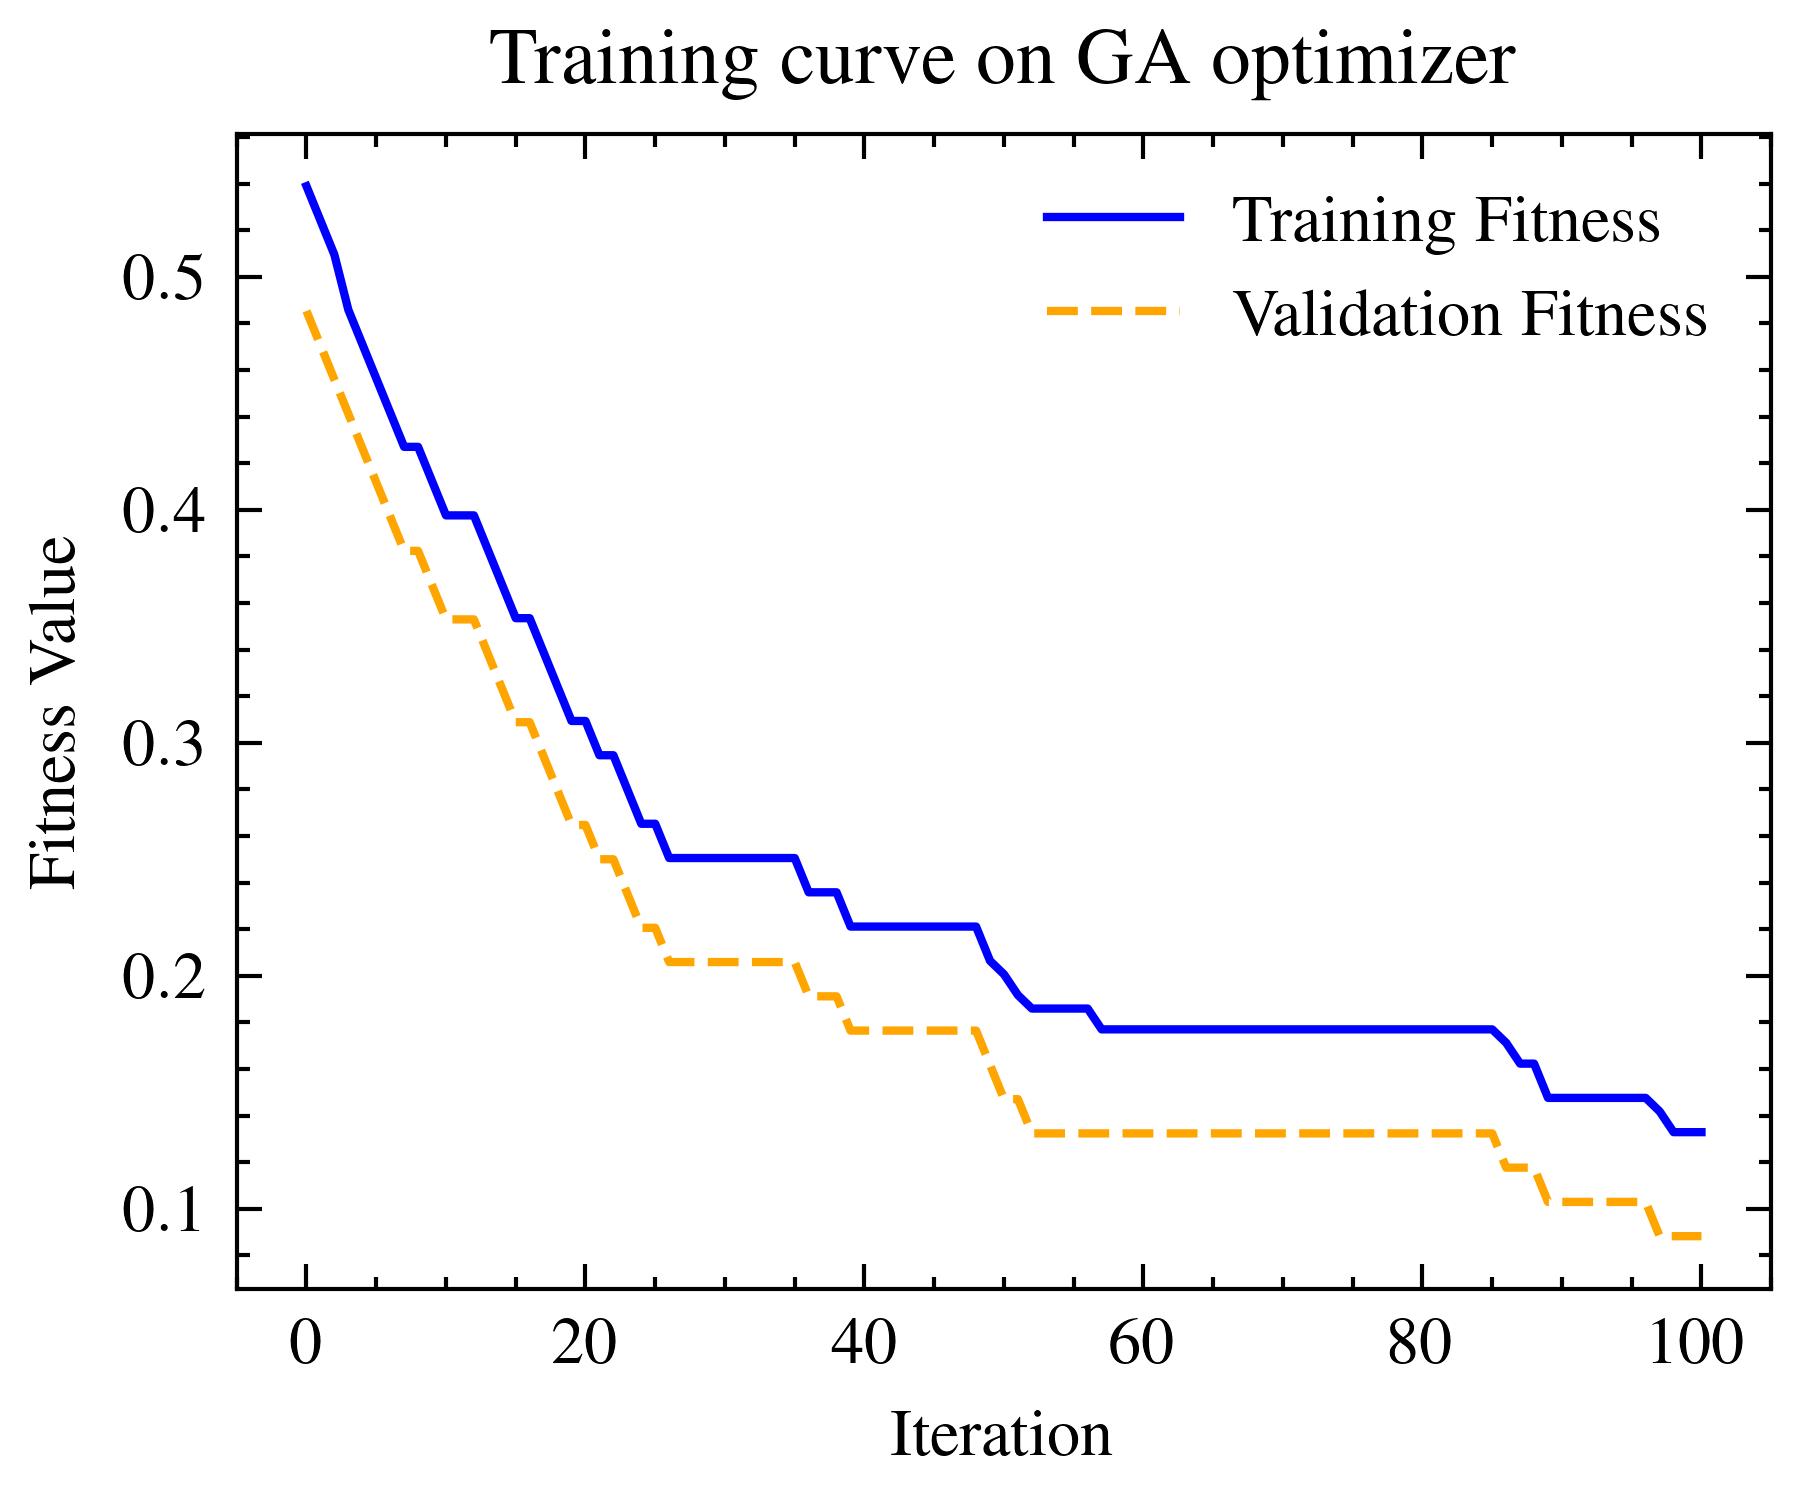 Training curve on GA optimizer
Training Fitness
Validation Fitness
Fitness Value
0.5
0.4
0.3
0.2
0.1
0 20 40 60 80 100
Iteration